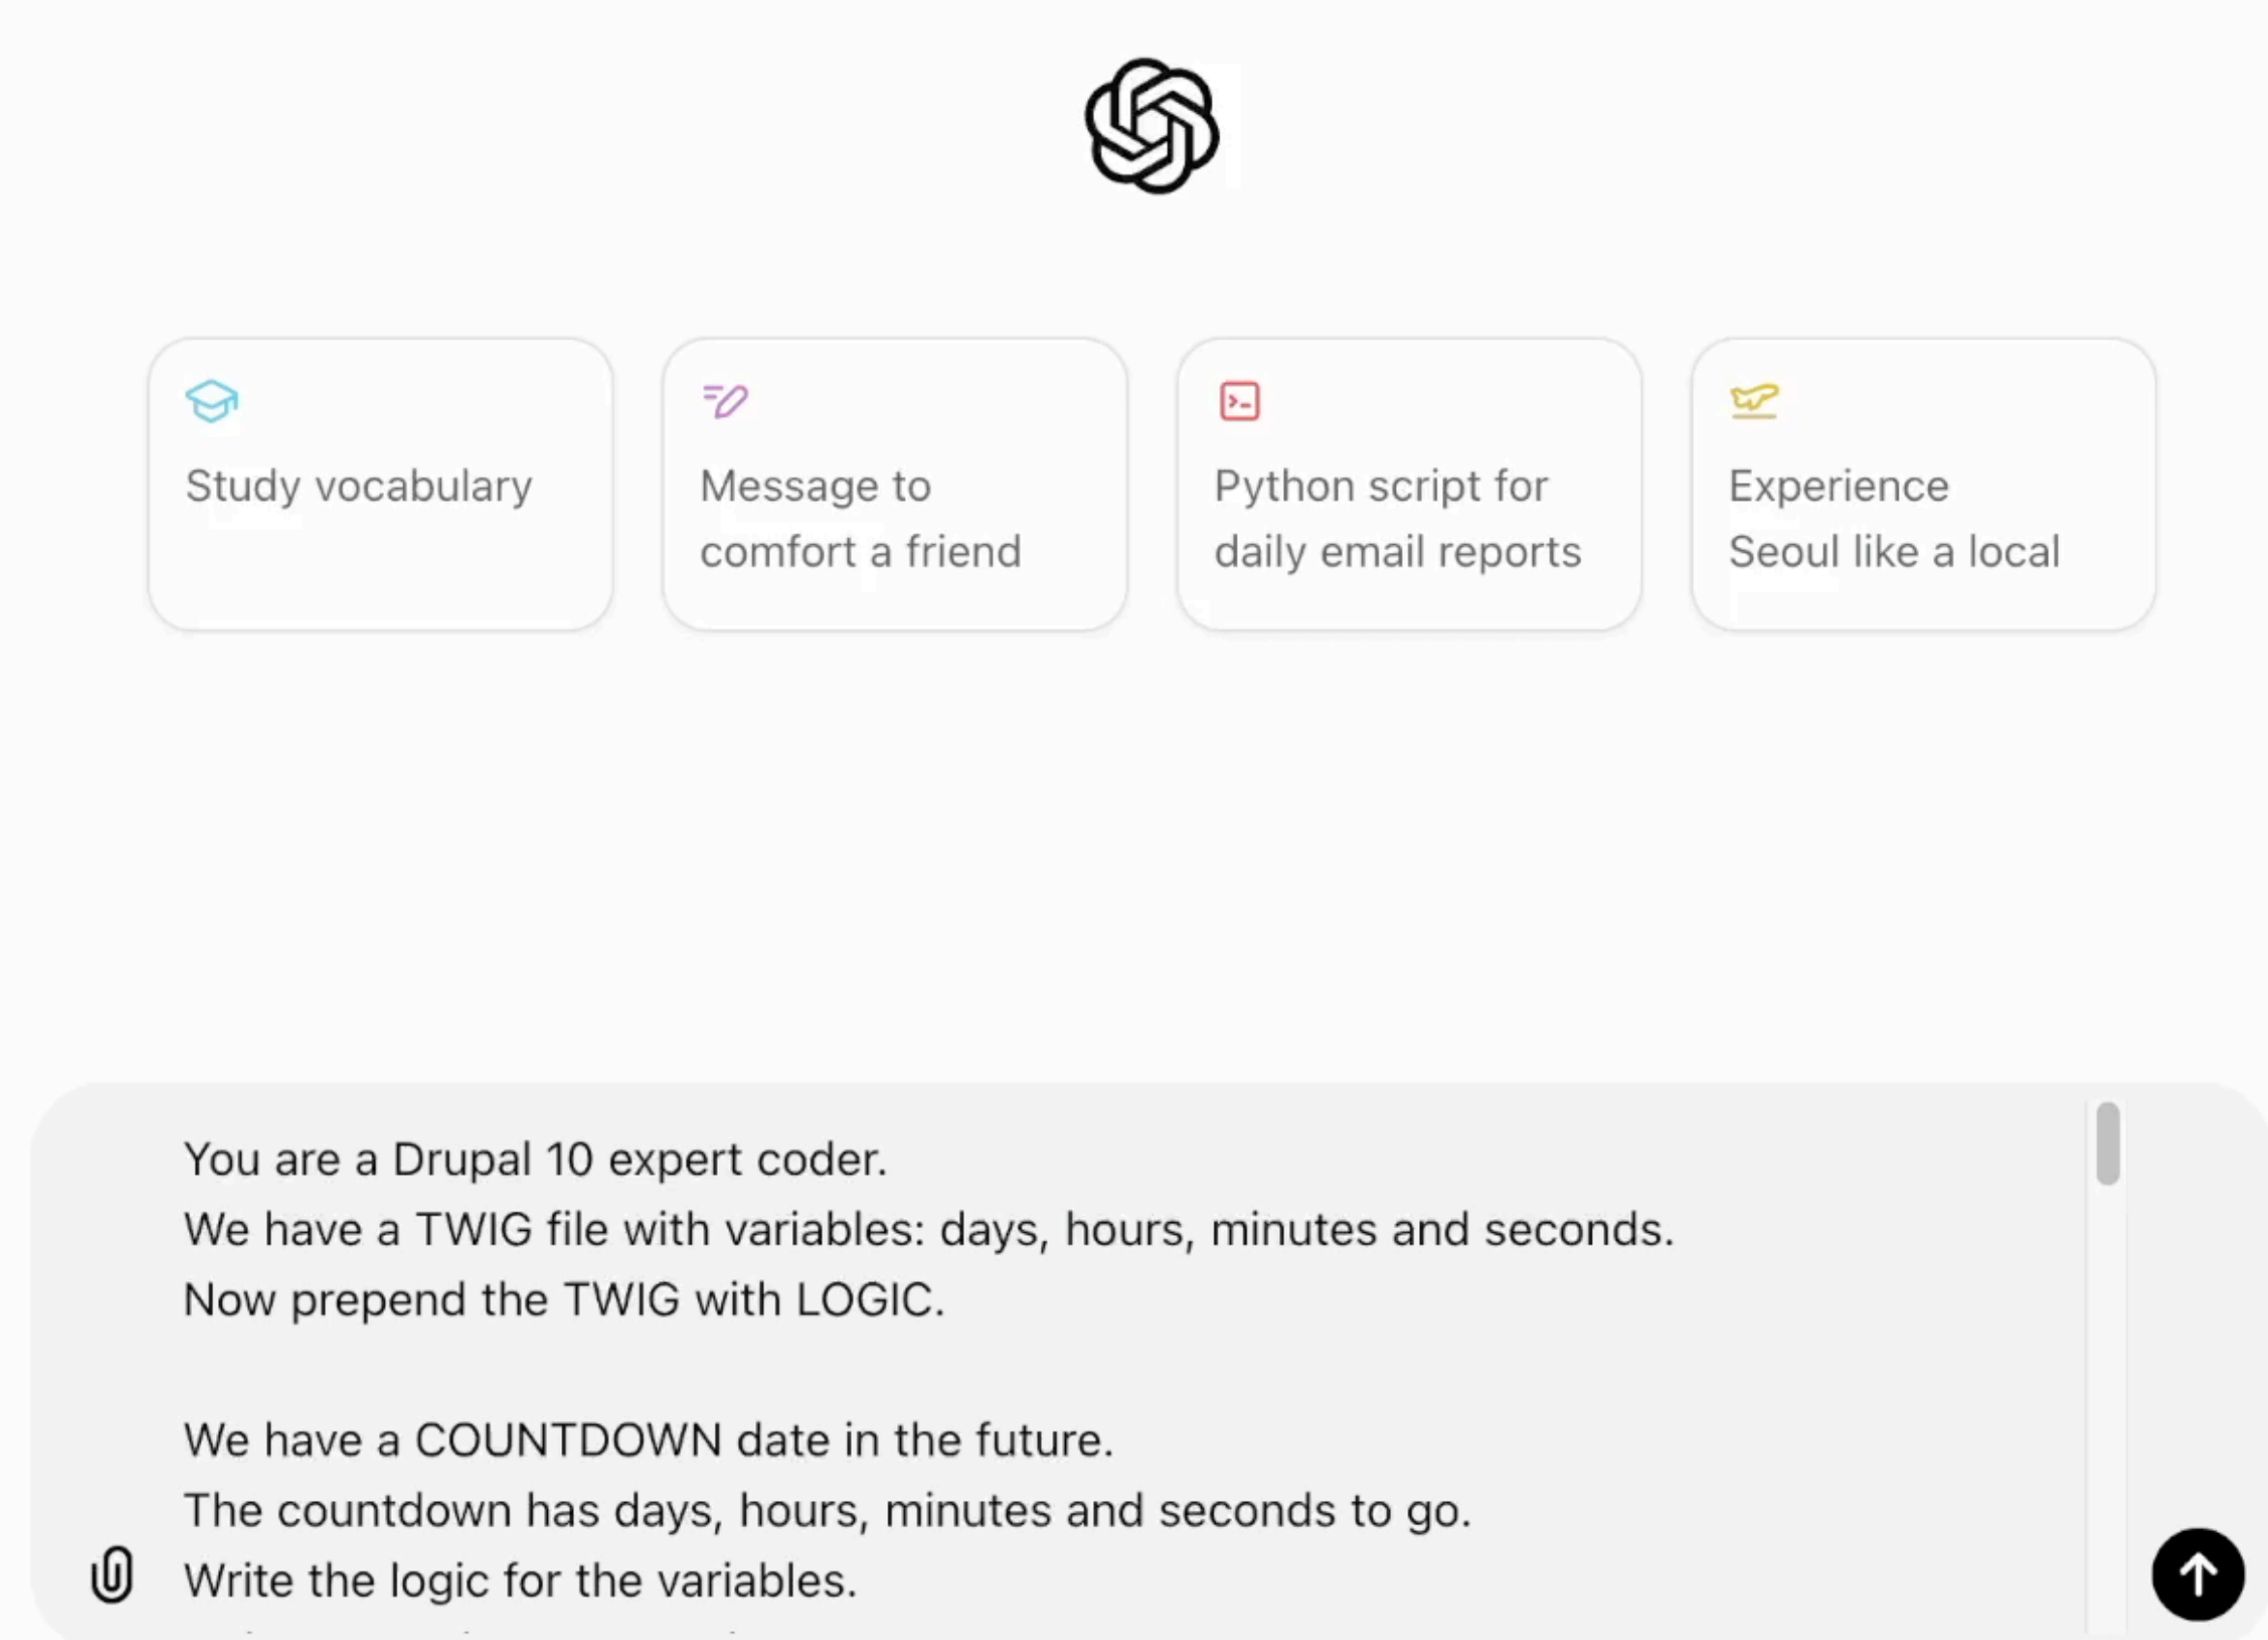 Study vocabulary
Message to
comfort a friend
Python script for
daily email reports
Experience
Seoul like a local
You are a Drupal 10 expert coder.
We have a TWIG file with variables: days, hours, minutes and seconds.
Now prepend the TWIG with LOGIC.
We have a COUNTDOWN date in the future.
The countdown has days, hours, minutes and seconds to go.
Write the logic for the variables.